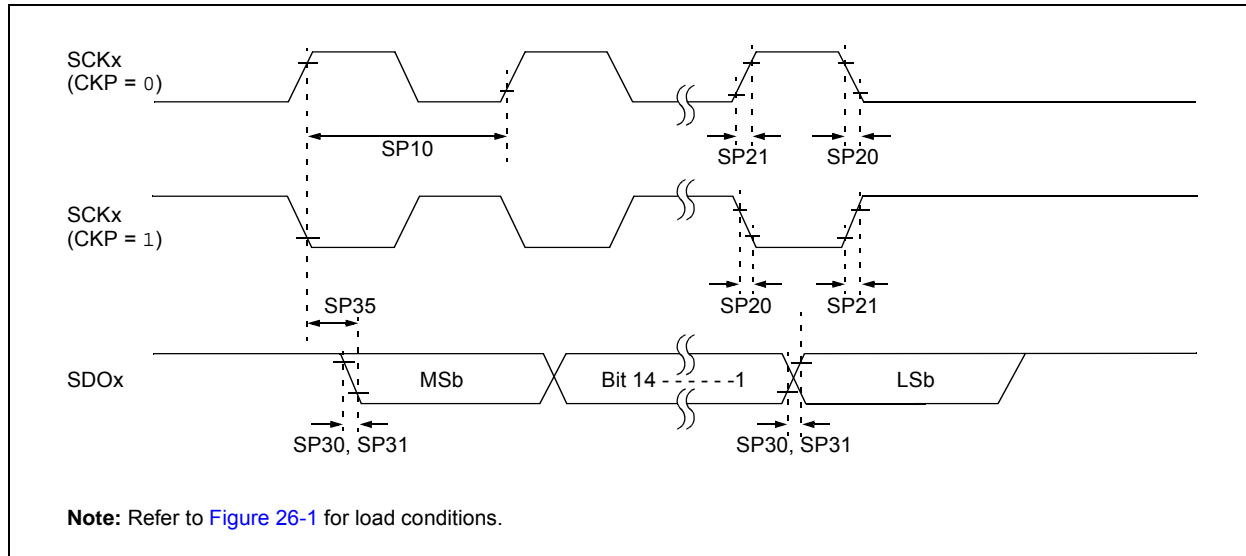 SCKx
(CKP = 0)
SP10
SP21
SP20
SCKx
(CKP = 1)
SP35
SP20
SP21
SDOx
MSb
Bit 14 - - - - - -1
LSb
SP30, SP31
SP30, SP31
Note: Refer to Figure 26-1 for load conditions.